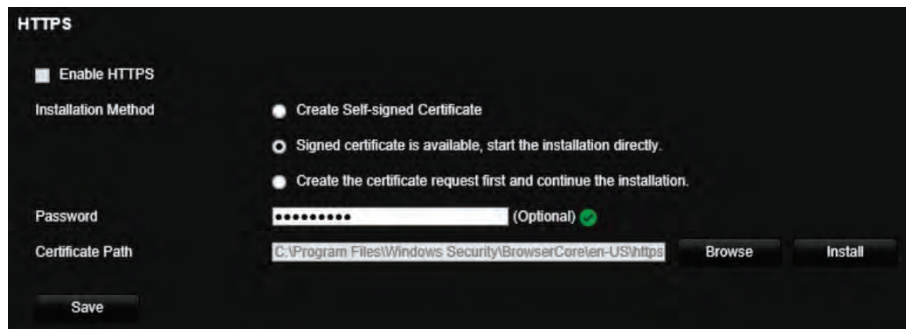 HTTPS
Enable HTTPS
Installation Method
Create Self-signed Certificate
Signed certificate is available, start the installation directly.
Create the certificate request first and continue the installation.
Password ●●●●●●●●● (Optional)
Certificate Path C:\Program Files\Windows Security\BrowserCore\en-US\https Browse Install
Save